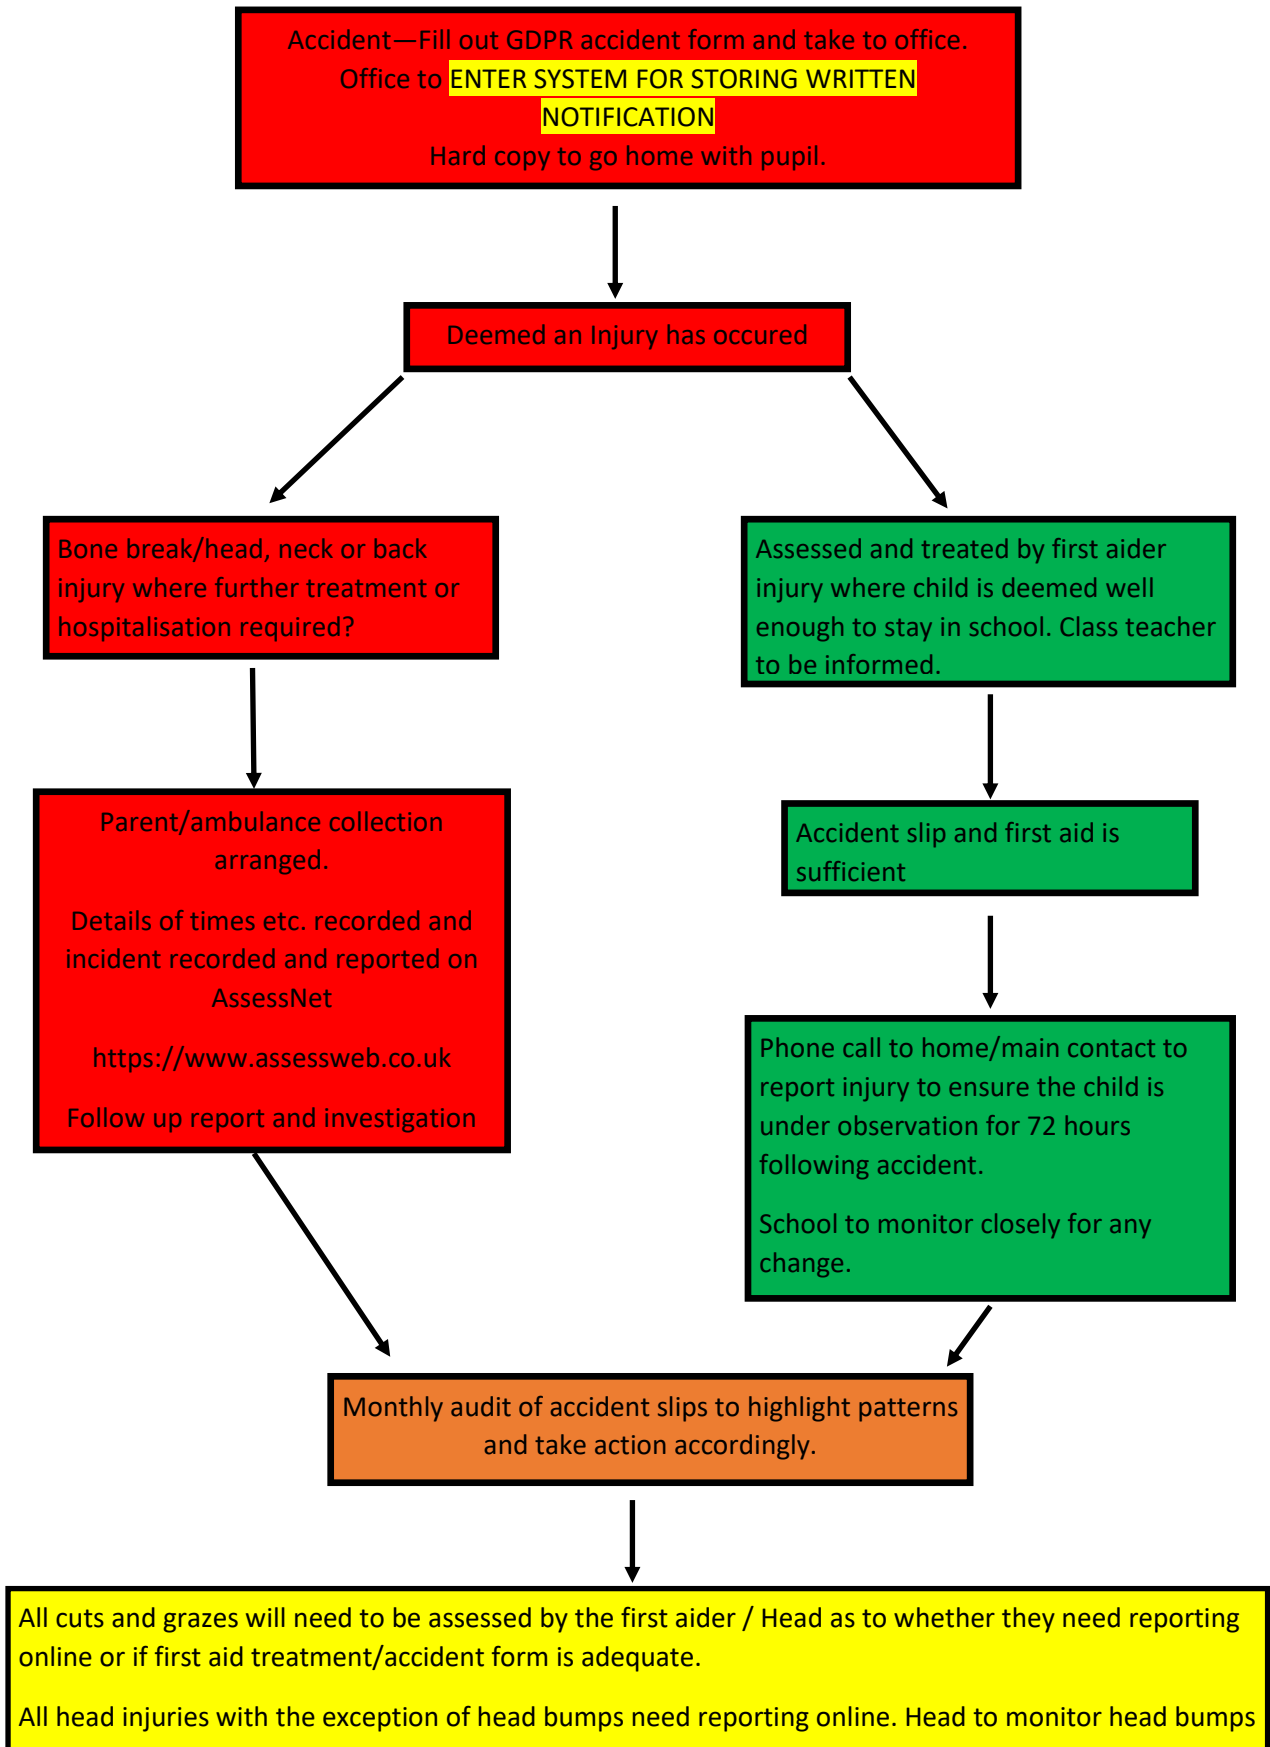 Accident—Fill out GDPR accident form and take to office.
Office to ENTER SYSTEM FOR STORING WRITTEN
NOTIFICATION
Hard copy to go home with pupil.
Deemed an Injury has occured
Bone break/head, neck or back
injury where further treatment or
hospitalisation required?
Assessed and treated by first aider
injury where child is deemed well
enough to stay in school. Class teacher
to be informed.
Parent/ambulance collection
arranged.
Details of times etc. recorded and
incident recorded and reported on
AssessNet
https://www.assessweb.co.uk
Follow up report and investigation
Accident slip and first aid is
sufficient
Phone call to home/main contact to
report injury to ensure the child is
under observation for 72 hours
following accident.
School to monitor closely for any
change.
Monthly audit of accident slips to highlight patterns
and take action accordingly.
All cuts and grazes will need to be assessed by the first aider / Head as to whether they need reporting
online or if first aid treatment/accident form is adequate.
All head injuries with the exception of head bumps need reporting online. Head to monitor head bumps